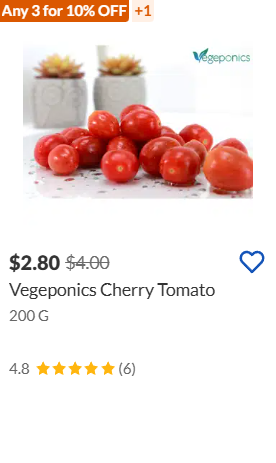 Any 3 for 10% OFF +1
Vegeponics
$2.80 $4.00
Vegeponics Cherry Tomato
200 G
4.8 (6)